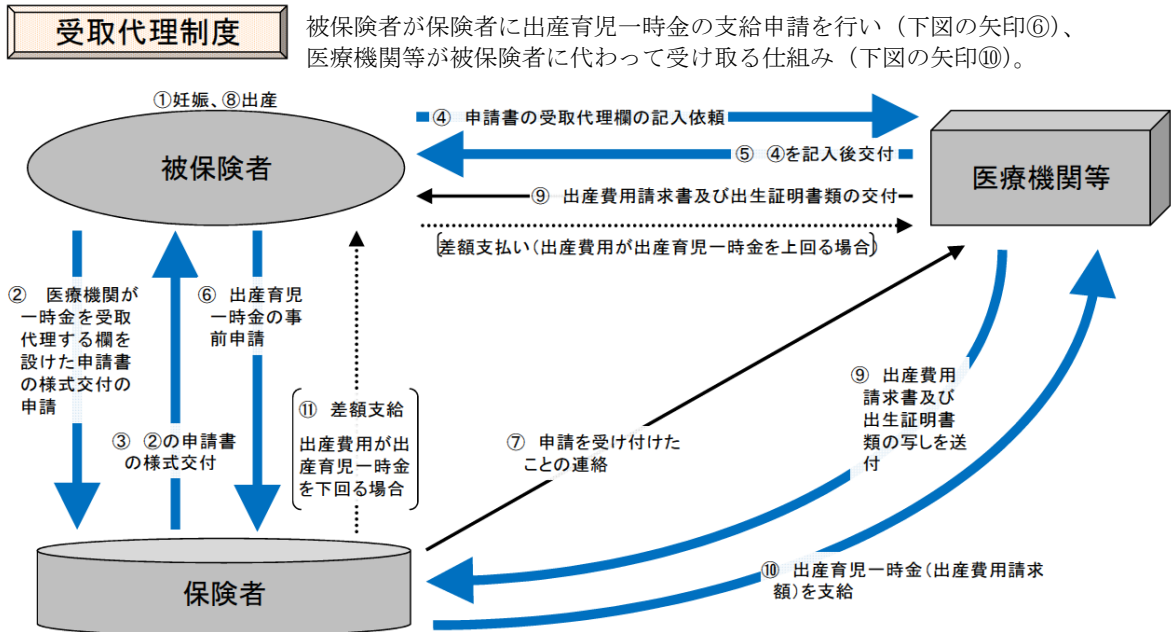 受取代理制度
被保険者が保険者に出産育児一時金の支給申請を行い（下図の矢印⑥）、
医療機関等が被保険者に代わって受け取る仕組み（下図の矢印⑩）。
①妊娠、⑧出産
被保険者
④ 申請書の受取代理欄の記入依頼
⑤ ④を記入後交付
⑨ 出産費用請求書及び出生証明書類の交付
差額支払い（出産費用が出産育児一時金を上回る場合）
医療機関等
② 医療機関が
一時金を受取
代理する欄を
設けた申請書
の様式交付の
申請
③ ②の申請書
の様式交付
⑥ 出産育児
一時金の事
前申請
⑪ 差額支給
出産費用が出
産育児一時金
を下回る場合
⑦ 申請を受け付けた
ことの連絡
⑨ 出産費用
請求書及び
出生証明書
類の写しを送
付
⑩ 出産育児一時金（出産費用請求
額）を支給
保険者